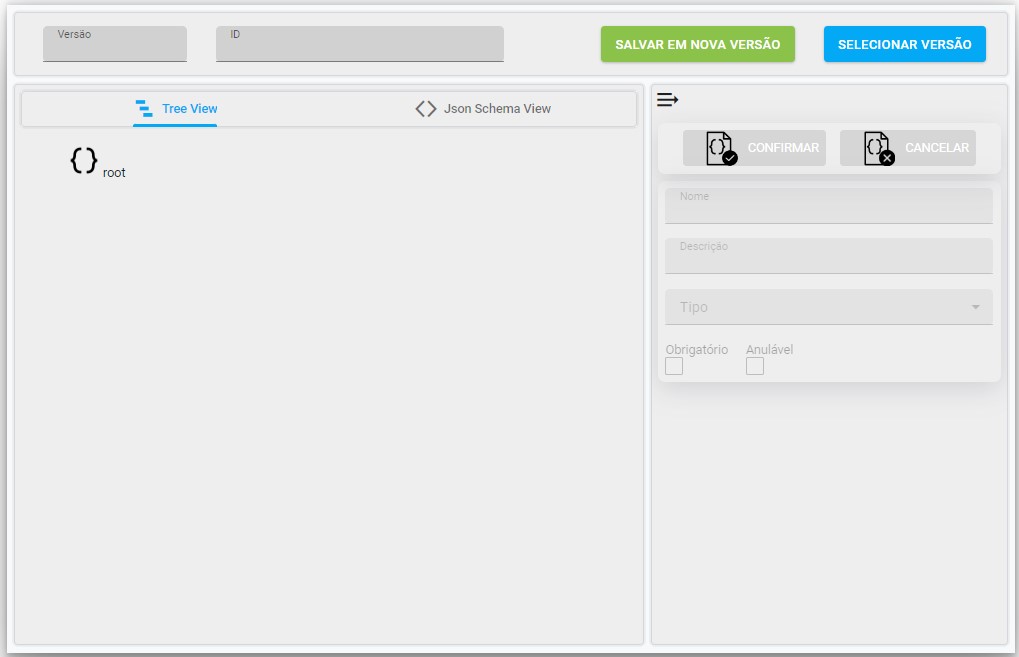 Versão
ID
SALVAR EM NOVA VERSÃO
SELECIONAR VERSÃO
Tree View
Json Schema View
root
CONFIRMAR
CANCELAR
Nome
Descrição
Tipo
Obrigatório
Anulável